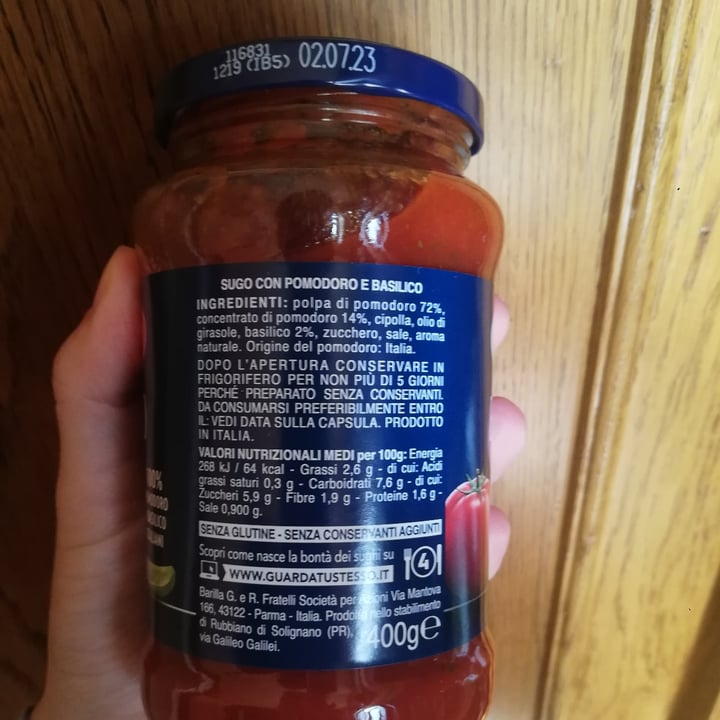 116831
1219 (IB5) 02.07.23
SUGO CON POMODORO E BASILICO
INGREDIENTI: polpa di pomodoro 72%,
concentrato di pomodoro 14%, cipolla, olio di
girasole, basilico 2%, zucchero, sale, aroma
naturale. Origine del pomodoro: Italia.
DOPO L'APERTURA CONSERVARE IN
FRIGORIFERO PER NON PIÙ DI 5 GIORNI
PERCHÉ PREPARATO SENZA CONSERVANTI.
DA CONSUMARSI PREFERIBILMENTE ENTRO
IL: VEDI DATA SULLA CAPSULA. PRODOTTO
IN ITALIA.
VALORI NUTRIZIONALI MEDI per 100g: Energia
268 kJ / 64 kcal - Grassi 2,6 g - di cui: Acidi
grassi saturi 0,3 g - Carboidrati 7,6 g - di cui:
Zuccheri 5,9 g - Fibre 1,9 g - Proteine 1,6 g -
Sale 0,900 g.
SENZA GLUTINE - SENZA CONSERVANTI AGGIUNTI
Scopri come nasce la bontà dei sughi su
WWW.GUARDATUSTESSO.IT
4
Barilla G. e R. Fratelli Società per Azioni Via Mantova
166, 43122 - Parma - Italia. Prodotto nello stabilimento
di Rubbiano di Solignano (PR),
via Galileo Galilei.
400g e